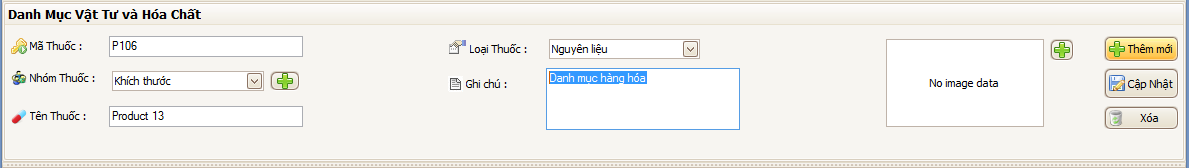 Danh Mục Vật Tư và Hóa Chất
Mã Thuốc :
P106
Loại Thuốc :
Nguyên liệu
Thêm mới
Nhóm Thuốc :
Khích thước
Ghi chú :
Danh mục hàng hóa
No image data
Cập Nhật
Tên Thuốc :
Product 13
Xóa